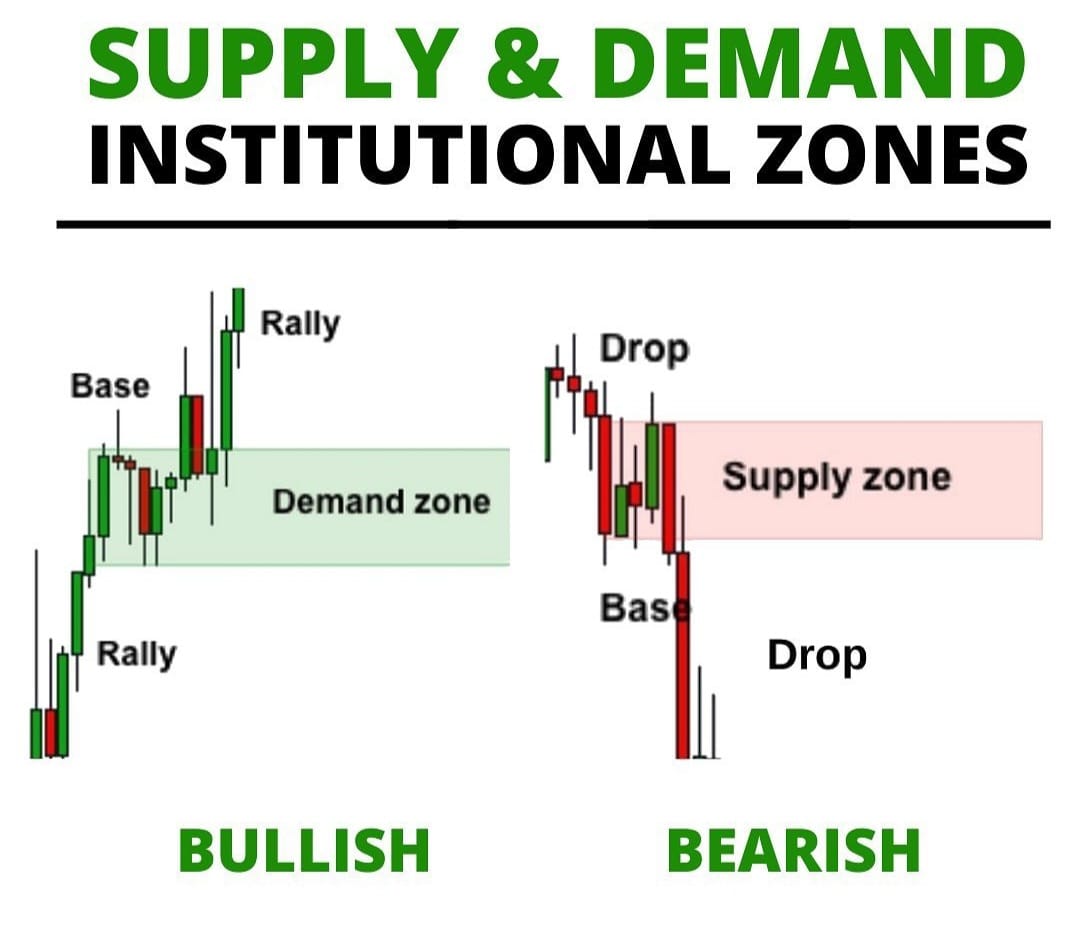 SUPPLY & DEMAND
INSTITUTIONAL ZONES
Rally
Base
Demand zone
Rally
BULLISH
Drop
Supply zone
Base
Drop
BEARISH